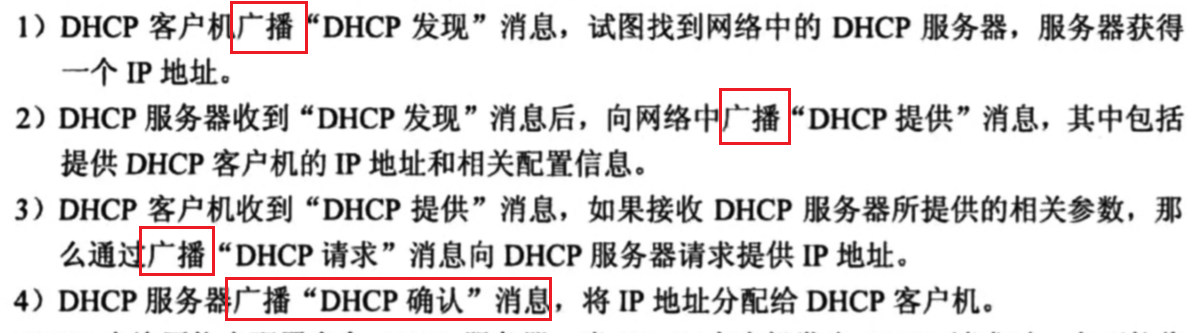 1）DHCP 客户机广播“DHCP 发现”消息，试图找到网络中的 DHCP 服务器，服务器获得
一个 IP 地址。
2）DHCP 服务器收到“DHCP 发现”消息后，向网络中广播“DHCP 提供”消息，其中包括
提供 DHCP 客户机的 IP 地址和相关配置信息。
3）DHCP 客户机收到“DHCP 提供”消息，如果接收 DHCP 服务器所提供的相关参数，那
么通过广播“DHCP 请求”消息向 DHCP 服务器请求提供 IP 地址。
4）DHCP 服务器广播“DHCP 确认”消息，将 IP 地址分配给 DHCP 客户机。